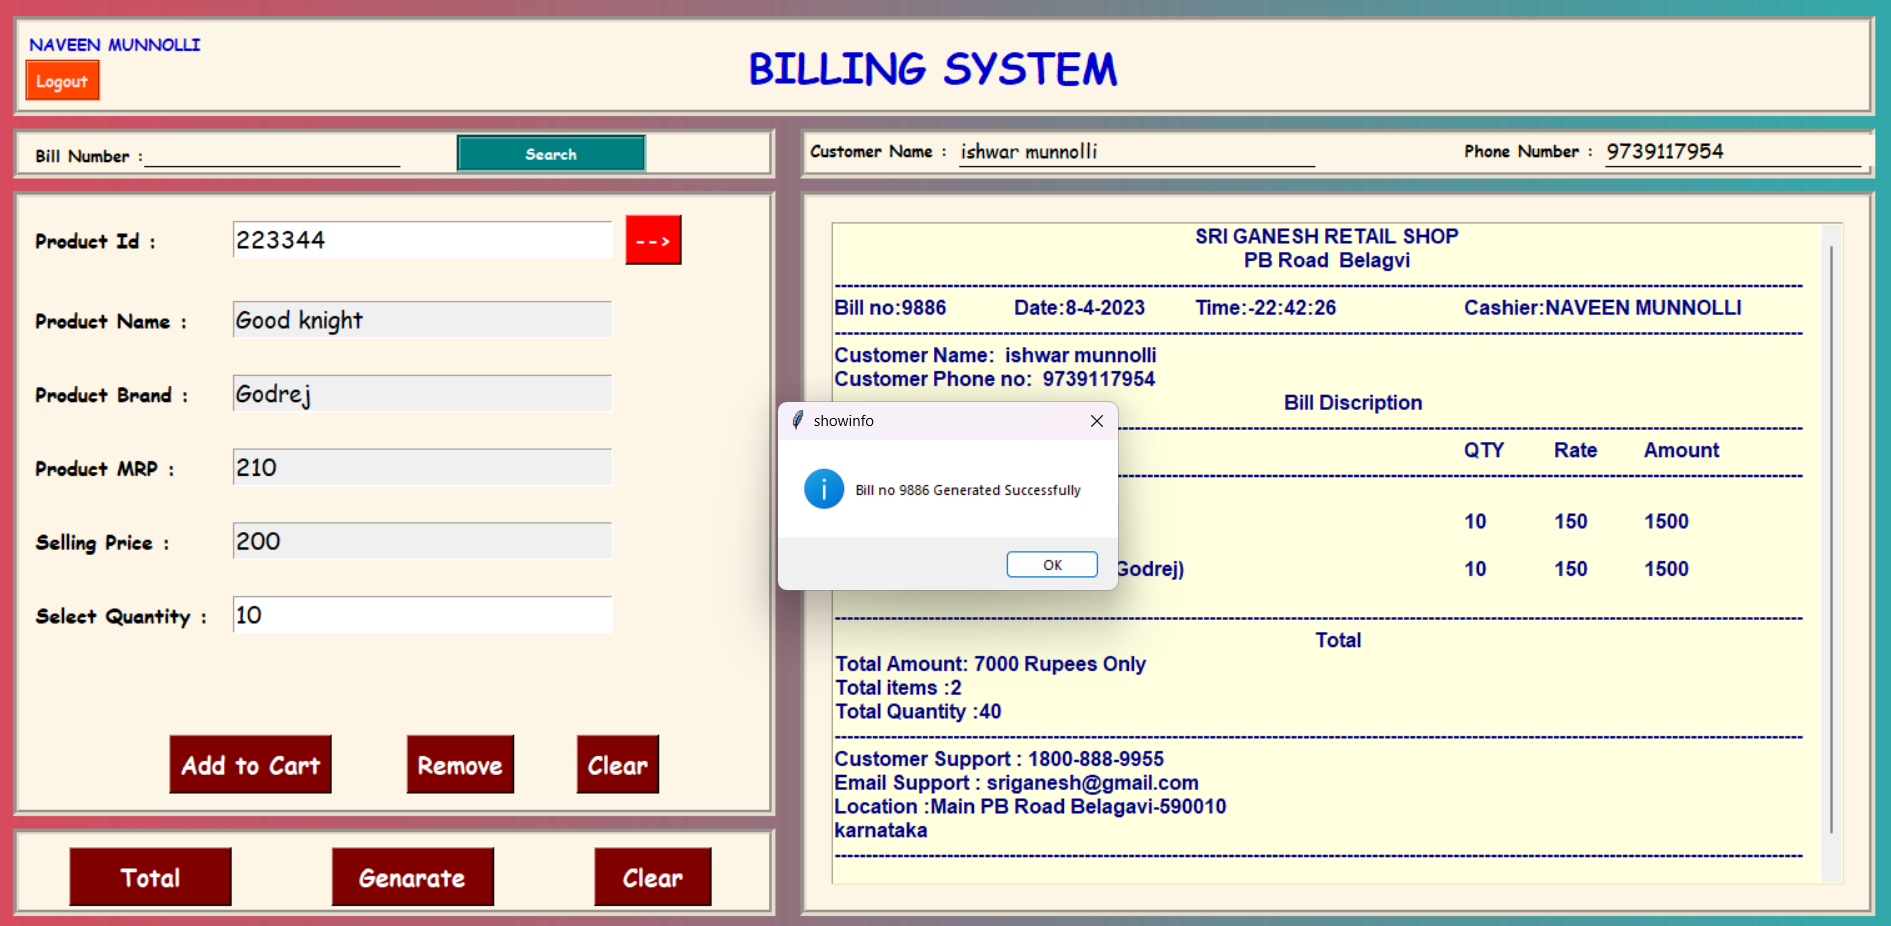 NAVEEN MUNNOLLI
Logout
BILLING SYSTEM
Bill Number :
Search
Customer Name : ishwar munnolli
Phone Number : 9739117954
Product Id : 223344
-->
Product Name : Good knight
Product Brand : Godrej
Product MRP : 210
Selling Price : 200
Select Quantity : 10
Add to Cart
Remove
Clear
Total
Genarate
Clear
SRI GANESH RETAIL SHOP
PB Road Belagvi
--------------------------------
Bill no:9886 Date:8-4-2023 Time:-22:42:26 Cashier:NAVEEN MUNNOLLI
--------------------------------
Customer Name: ishwar munnolli
Customer Phone no: 9739117954
Bill Discription
--------------------------------
QTY Rate Amount
--------------------------------
10 150 1500
Godrej) 10 150 1500
--------------------------------
Total
Total Amount: 7000 Rupees Only
Total items :2
Total Quantity :40
--------------------------------
Customer Support : 1800-888-9955
Email Support : sriganesh@gmail.com
Location :Main PB Road Belagavi-590010
karnataka
--------------------------------
showinfo
Bill no 9886 Generated Successfully
OK